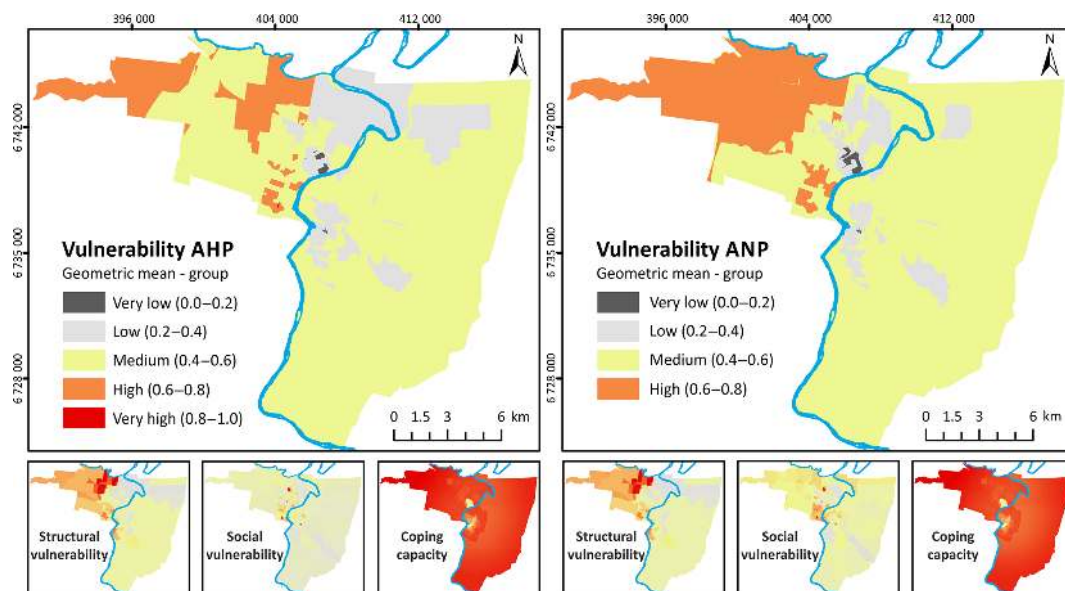 396 000 404 000 412 000
396 000 404 000 412 000
N
N
6 742 000
6 742 000
6 735 000
6 735 000
6 728 000
6 728 000
Vulnerability AHP
Geometric mean - group
Very low (0.0–0.2)
Low (0.2–0.4)
Medium (0.4–0.6)
High (0.6–0.8)
Very high (0.8–1.0)
0 1.5 3 6 km
Vulnerability ANP
Geometric mean - group
Very low (0.0–0.2)
Low (0.2–0.4)
Medium (0.4–0.6)
High (0.6–0.8)
0 1.5 3 6 km
Structural
vulnerability
Social
vulnerability
Coping
capacity
Structural
vulnerability
Social
vulnerability
Coping
capacity